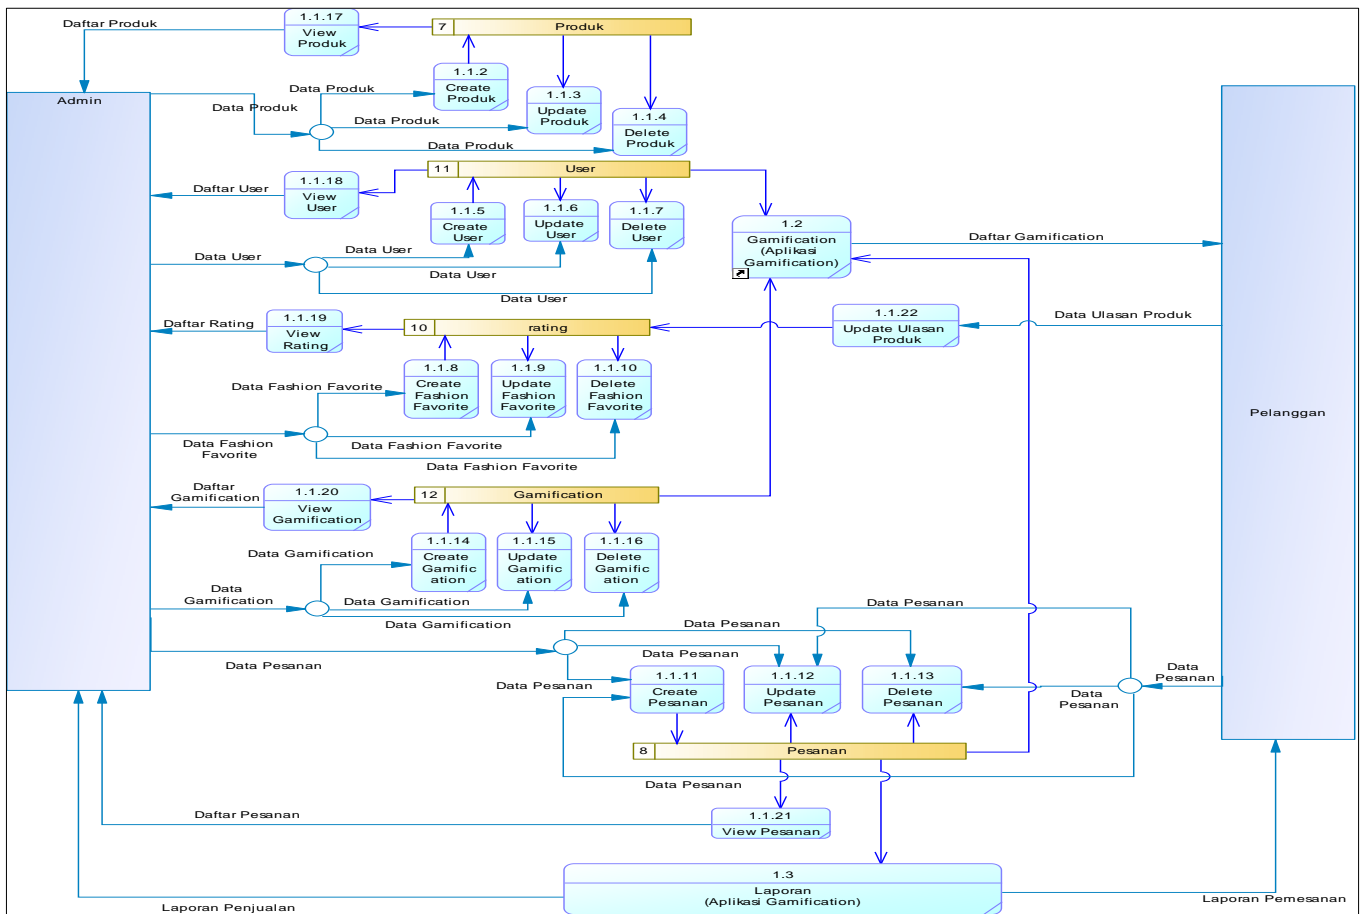 Daftar Produk
1.1.17
View
Produk
7
Produk
1.1.2
Create
Produk
1.1.3
Update
Produk
1.1.4
Delete
Produk
Admin
Data Produk
Data Produk
Data Produk
Data Produk
11
User
1.1.18
View
User
Daftar User
1.1.5
Create
User
1.1.6
Update
User
1.1.7
Delete
User
Data User
Data User
Data User
Data User
1.2
Gamification
(Aplikasi
Gamification)
Daftar Gamification
Daftar Rating
1.1.19
View
Rating
10
rating
1.1.22
Update Ulasan
Produk
Data Ulasan Produk
1.1.8
Create
Fashion
Favorite
1.1.9
Update
Fashion
Favorite
1.1.10
Delete
Fashion
Favorite
Data Fashion Favorite
Data Fashion
Favorite
Data Fashion Favorite
Data Fashion Favorite
Pelanggan
Daftar
Gamification
1.1.20
View
Gamification
12
Gamification
1.1.14
Create
Gamific
ation
1.1.15
Update
Gamific
ation
1.1.16
Delete
Gamific
ation
Data Gamification
Data
Gamification
Data Gamification
Data Gamification
Data Pesanan
Data Pesanan
Data Pesanan
Data Pesanan
Data Pesanan
1.1.11
Create
Pesanan
1.1.12
Update
Pesanan
1.1.13
Delete
Pesanan
Data
Pesanan
Data
Pesanan
8
Pesanan
Data Pesanan
Daftar Pesanan
1.1.21
View Pesanan
1.3
Laporan
(Aplikasi Gamification)
Laporan Penjualan
Laporan Pemesanan